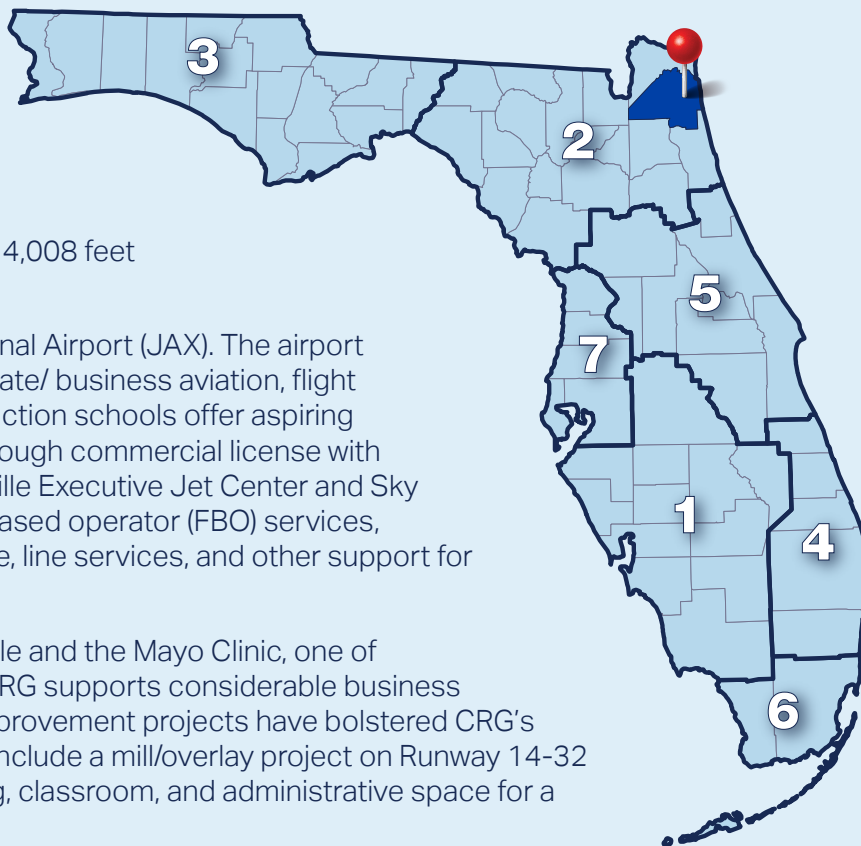 3
2
4,008 feet
5
nal Airport (JAX). The airport
7
ate/ business aviation, flight
ction schools offer aspiring
ough commercial license with
ille Executive Jet Center and Sky
1
ased operator (FBO) services,
4
e, line services, and other support for
le and the Mayo Clinic, one of
RG supports considerable business
6
provement projects have bolstered CRG's
nclude a mill/overlay project on Runway 14-32
g, classroom, and administrative space for a